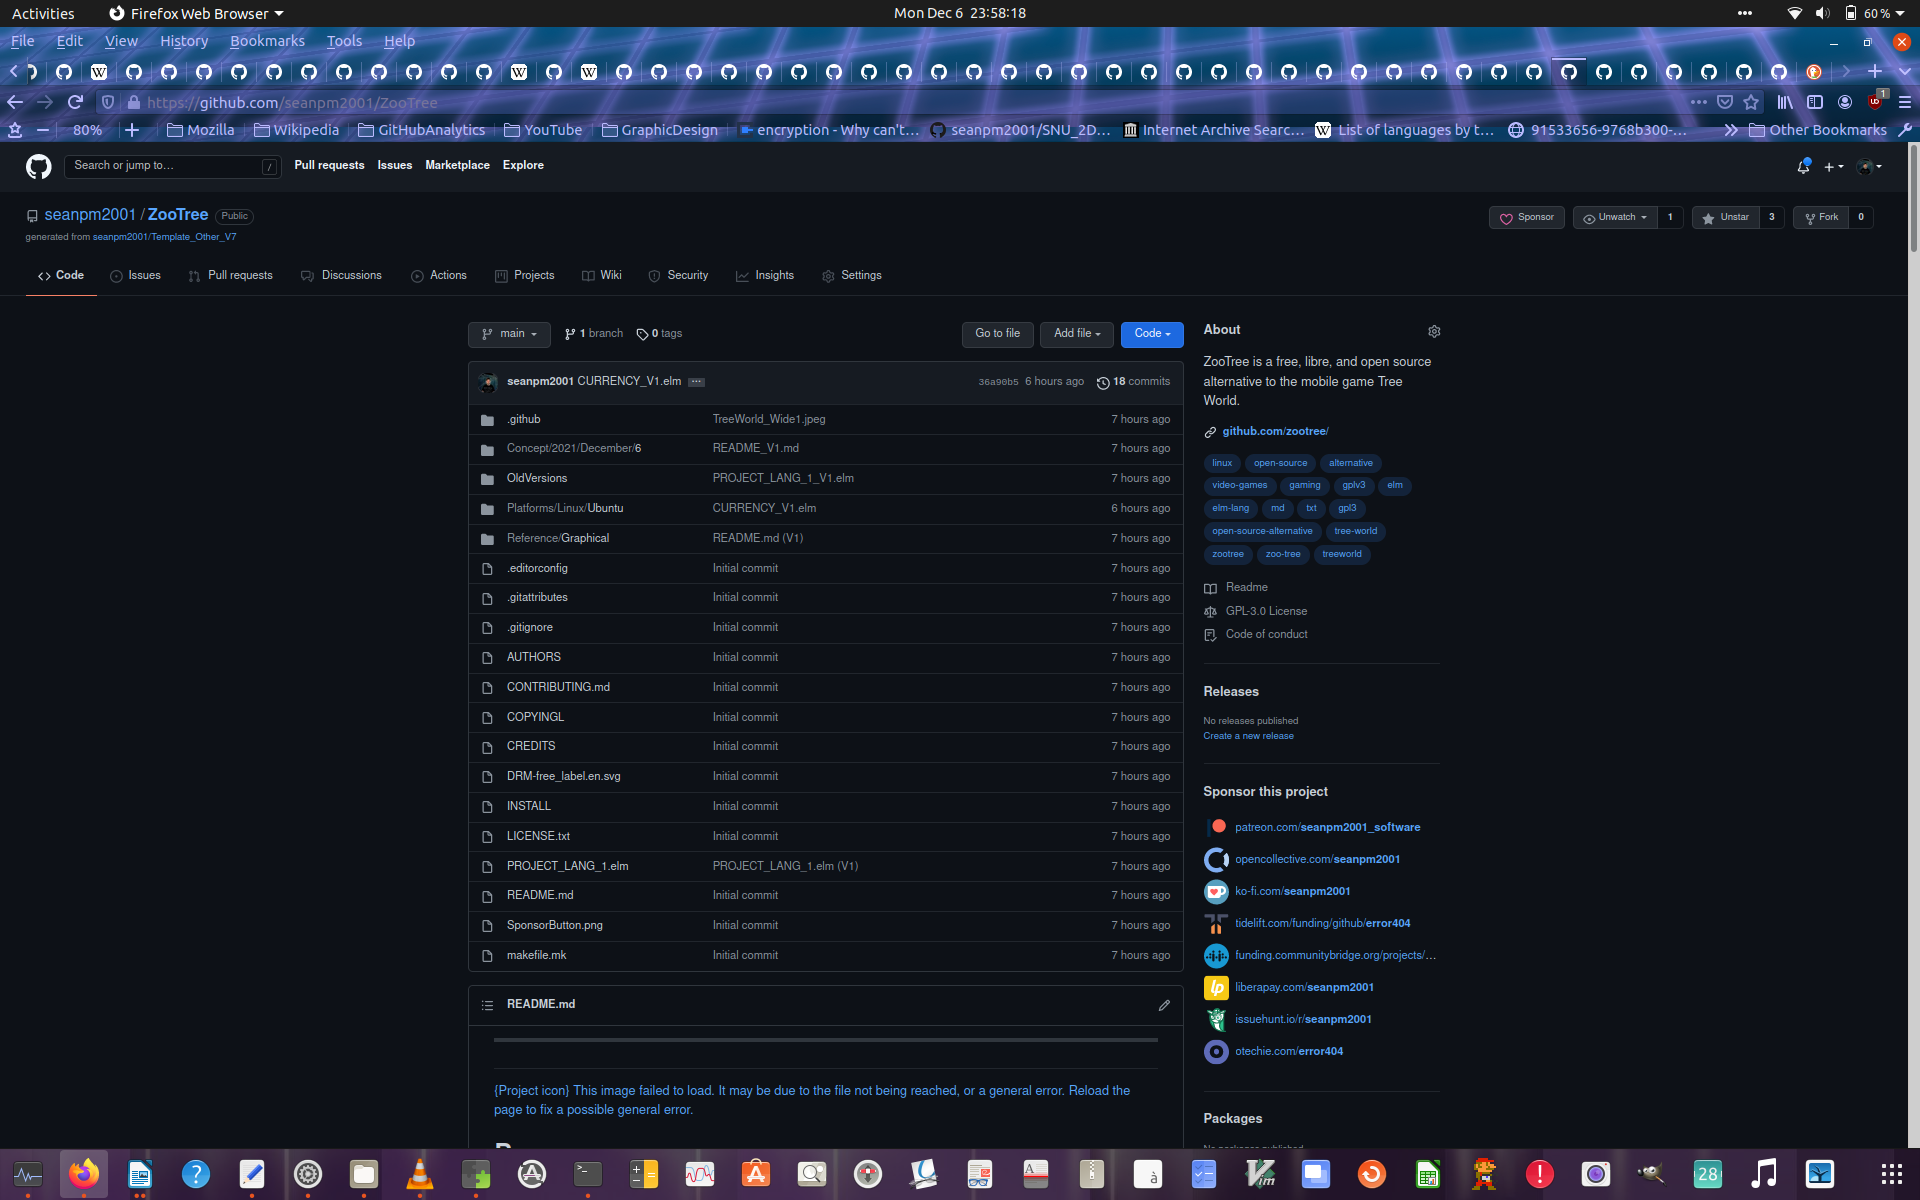 Activities Firefox Web Browser Mon Dec 6 23:58:18 60 %
File Edit View History Bookmarks Tools Help
https://github.com/seanpm2001/ZooTree 1
80% Mozilla Wikipedia GitHubAnalytics YouTube GraphicDesign encryption - Why can't… seanpm2001/SNU_2D… Internet Archive Searc… List of languages by t… 91533656-9768b300-… Other Bookmarks
Search or jump to… / Pull requests Issues Marketplace Explore
seanpm2001 / ZooTree Public Sponsor Unwatch 1 Unstar 3 Fork 0
generated from seanpm2001/Template_Other_V7
Code Issues Pull requests Discussions Actions Projects Wiki Security Insights Settings
main 1 branch 0 tags Go to file Add file Code
seanpm2001 CURRENCY_V1.elm 36a90b5 6 hours ago 18 commits
.github TreeWorld_Wide1.jpeg 7 hours ago
Concept/2021/December/6 README_V1.md 7 hours ago
OldVersions PROJECT_LANG_1_V1.elm 7 hours ago
Platforms/Linux/Ubuntu CURRENCY_V1.elm 6 hours ago
Reference/Graphical README.md (V1) 7 hours ago
.editorconfig Initial commit 7 hours ago
.gitattributes Initial commit 7 hours ago
.gitignore Initial commit 7 hours ago
AUTHORS Initial commit 7 hours ago
CONTRIBUTING.md Initial commit 7 hours ago
COPYINGL Initial commit 7 hours ago
CREDITS Initial commit 7 hours ago
DRM-free_label.en.svg Initial commit 7 hours ago
INSTALL Initial commit 7 hours ago
LICENSE.txt Initial commit 7 hours ago
PROJECT_LANG_1.elm PROJECT_LANG_1.elm (V1) 7 hours ago
README.md Initial commit 7 hours ago
SponsorButton.png Initial commit 7 hours ago
makefile.mk Initial commit 7 hours ago
README.md
{Project icon} This image failed to load. It may be due to the file not being reached, or a general error. Reload the
page to fix a possible general error.
About
ZooTree is a free, libre, and open source
alternative to the mobile game Tree
World.
github.com/zootree/
linux open-source alternative
video-games gaming gplv3 elm
elm-lang md txt gpl3
open-source-alternative tree-world
zootree zoo-tree treeworld
Readme
GPL-3.0 License
Code of conduct
Releases
No releases published
Create a new release
Sponsor this project
patreon.com/seanpm2001_software
opencollective.com/seanpm2001
ko-fi.com/seanpm2001
tidelift.com/funding/github/error404
funding.communitybridge.org/projects/…
liberapay.com/seanpm2001
issuehunt.io/r/seanpm2001
otechie.com/error404
Packages
28